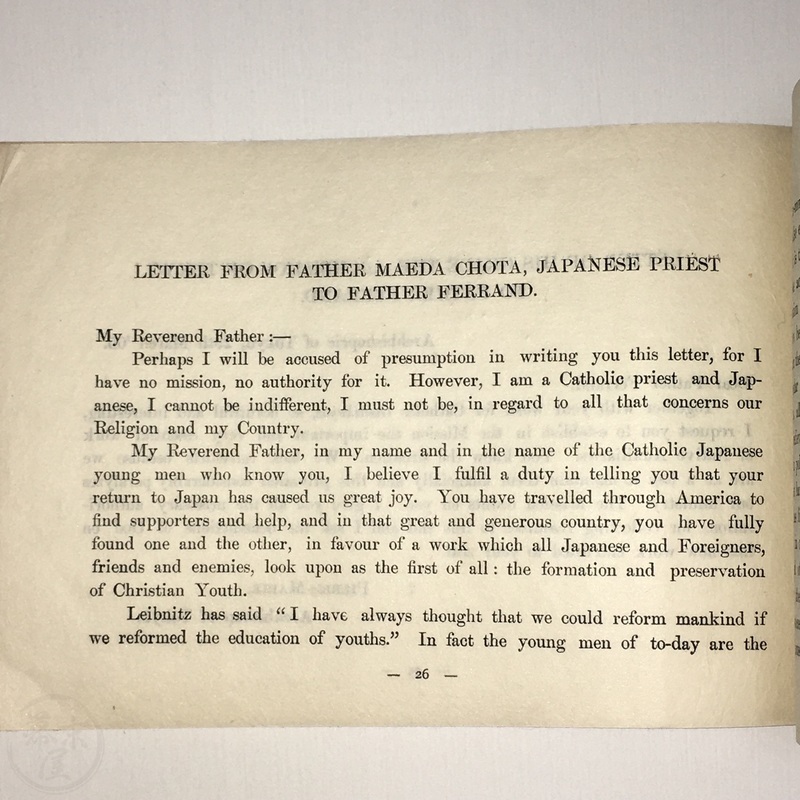 LETTER FROM FATHER MAEDA CHOTA, JAPANESE PRIEST
TO FATHER FERRAND.
My Reverend Father :—
Perhaps I will be accused of presumption in writing you this letter, for I
have no mission, no authority for it. However, I am a Catholic priest and Jap-
anese, I cannot be indifferent, I must not be, in regard to all that concerns our
Religion and my Country.
My Reverend Father, in my name and in the name of the Catholic Japanese
young men who know you, I believe I fulfil a duty in telling you that your
return to Japan has caused us great joy. You have travelled through America to
find supporters and help, and in that great and generous country, you have fully
found one and the other, in favour of a work which all Japanese and Foreigners,
friends and enemies, look upon as the first of all : the formation and preservation
of Christian Youth.
Leibnitz has said “ I have always thought that we could reform mankind if
we reformed the education of youths.” In fact the young men of to-day are the
— 26 —